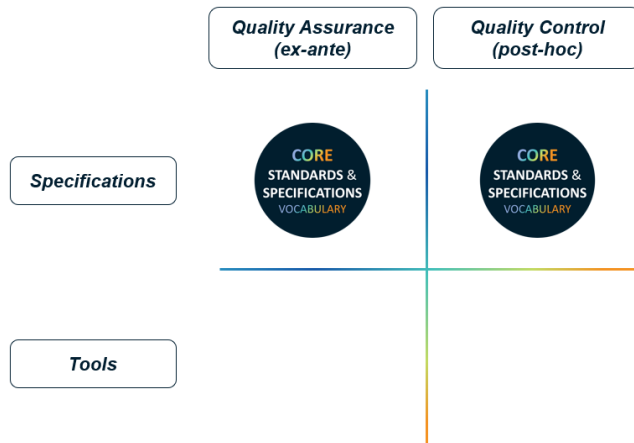 Quality Assurance
(ex-ante)
Quality Control
(post-hoc)
Specifications
CORE
STANDARDS &
SPECIFICATIONS
VOCABULARY
CORE
STANDARDS &
SPECIFICATIONS
VOCABULARY
Tools